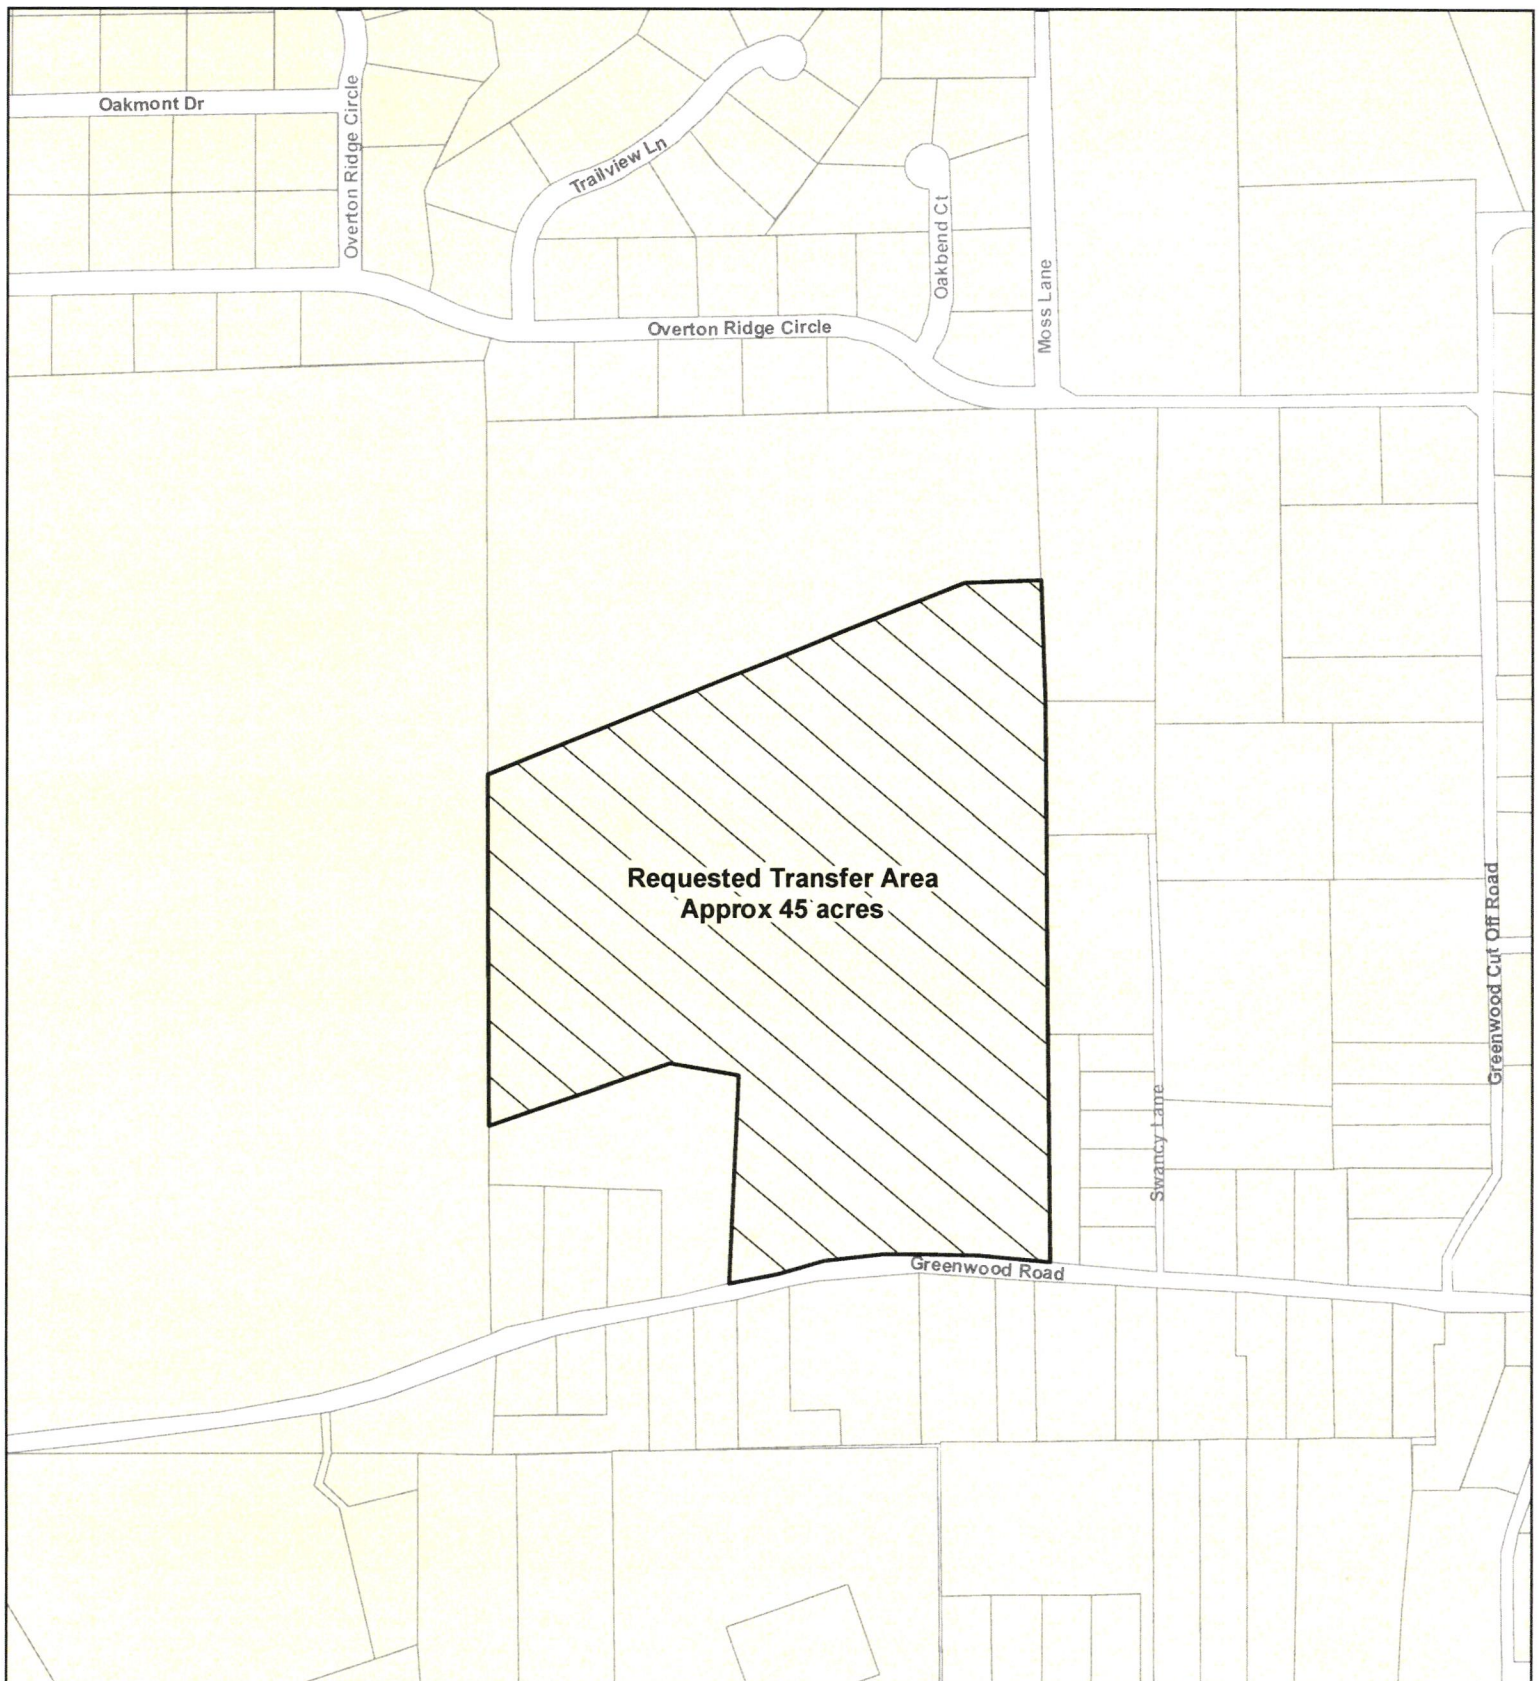 Oakmont Dr
Overton Ridge Circle
Trailview Ln
Oakbend Ct
Moss Lane
Overton Ridge Circle
Requested Transfer Area
Approx 45 acres
Greenwood Cut Off Road
Swancy Lane
Greenwood Road